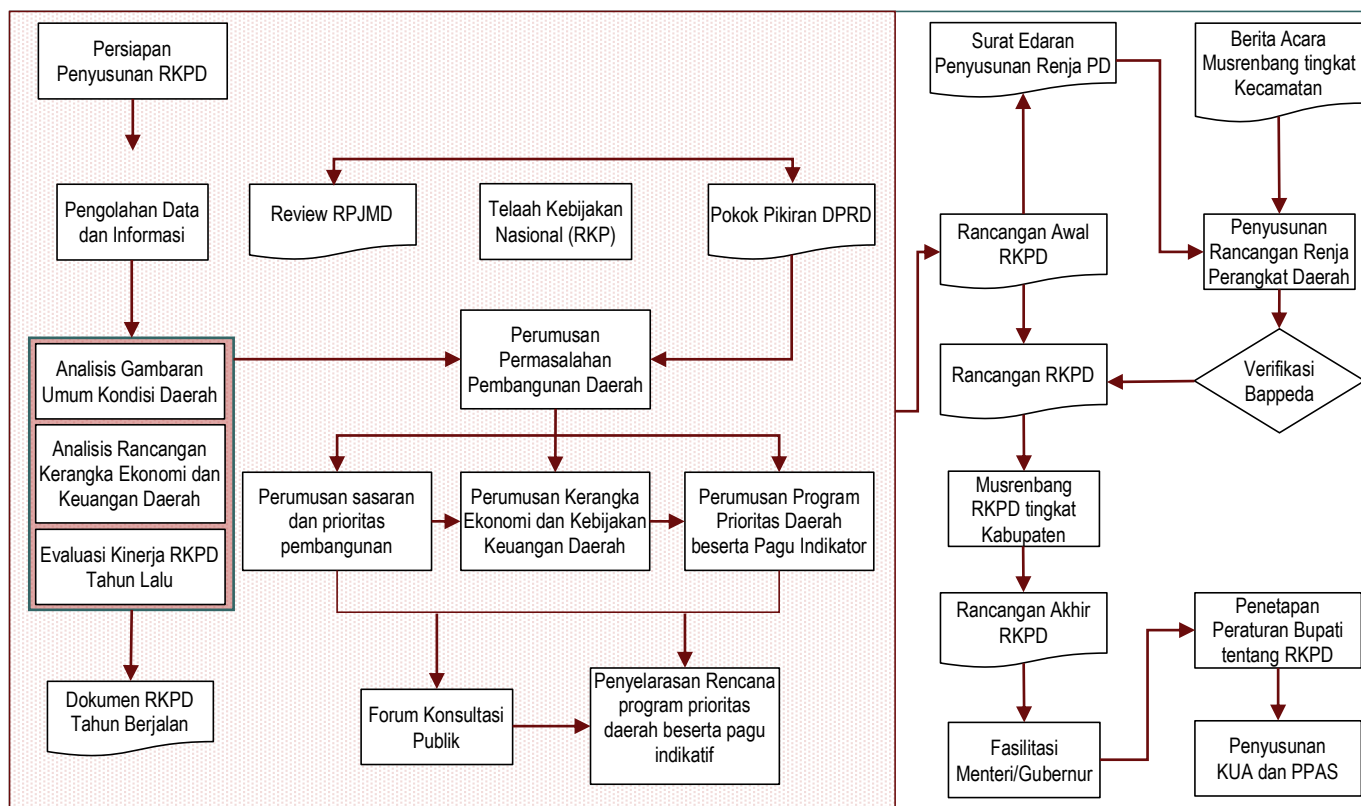 Persiapan
Penyusunan RKPD
Pengolahan Data
dan Informasi
Analisis Gambaran
Umum Kondisi Daerah
Analisis Rancangan
Kerangka Ekonomi dan
Keuangan Daerah
Evaluasi Kinerja RKPD
Tahun Lalu
Dokumen RKPD
Tahun Berjalan
Review RPJMD
Telaah Kebijakan
Nasional (RKP)
Pokok Pikiran DPRD
Perumusan
Permasalahan
Pembangunan Daerah
Perumusan sasaran
dan prioritas
pembangunan
Perumusan Kerangka
Ekonomi dan Kebijakan
Keuangan Daerah
Perumusan Program
Prioritas Daerah
beserta Pagu Indikator
Forum Konsultasi
Publik
Penyelarasan Rencana
program prioritas
daerah beserta pagu
indikatif
Surat Edaran
Penyusunan Renja PD
Berita Acara
Musrenbang tingkat
Kecamatan
Rancangan Awal
RKPD
Penyusunan
Rancangan Renja
Perangkat Daerah
Rancangan RKPD
Verifikasi
Bappeda
Musrenbang
RKPD tingkat
Kabupaten
Rancangan Akhir
RKPD
Penetapan
Peraturan Bupati
tentang RKPD
Fasilitasi
Menteri/Gubernur
Penyusunan
KUA dan PPAS